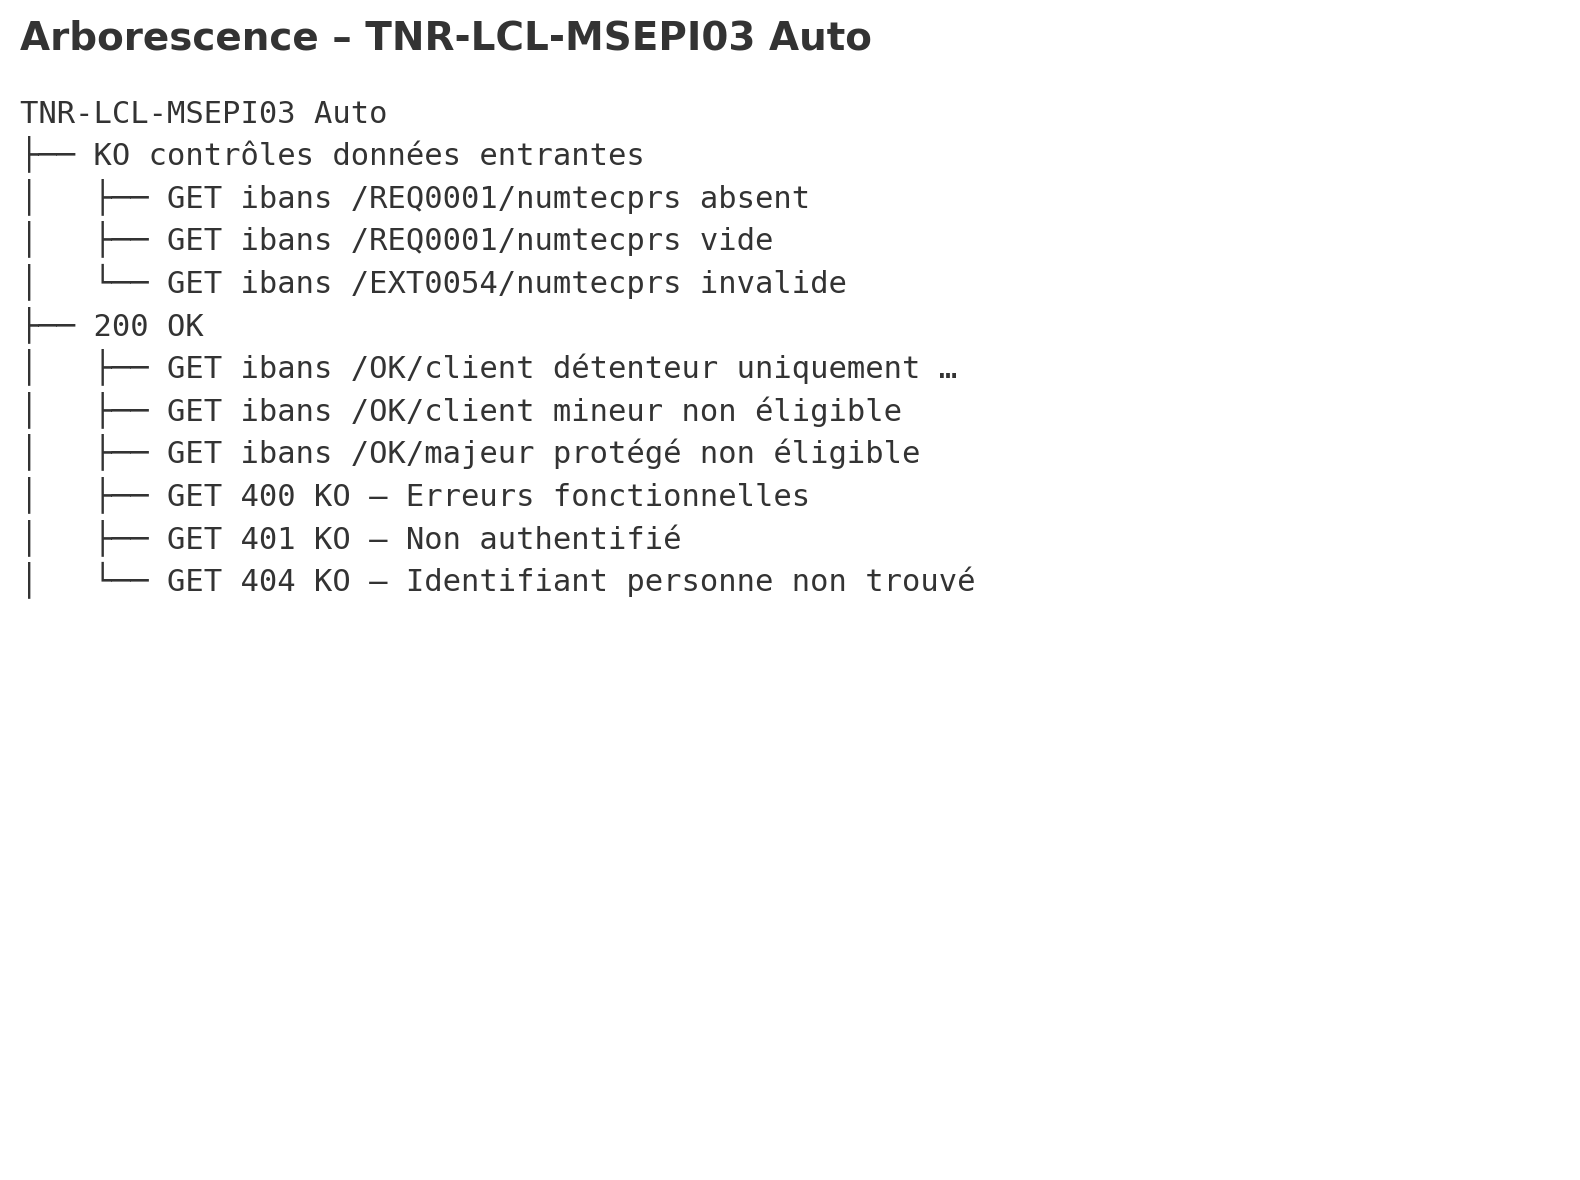 Arborescence – TNR-LCL-MSEPI03 Auto
TNR-LCL-MSEPI03 Auto
├── KO contrôles données entrantes
│   ├── GET ibans /REQ0001/numtecprs absent
│   ├── GET ibans /REQ0001/numtecprs vide
│   └── GET ibans /EXT0054/numtecprs invalide
├── 200 OK
│   ├── GET ibans /OK/client détenteur uniquement …
│   ├── GET ibans /OK/client mineur non éligible
│   ├── GET ibans /OK/majeur protégé non éligible
│   ├── GET 400 KO – Erreurs fonctionnelles
│   ├── GET 401 KO – Non authentifié
│   └── GET 404 KO – Identifiant personne non trouvé